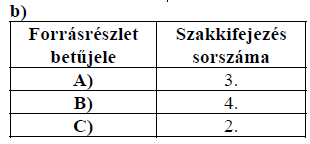 b)
Forrásrészlet betűjele Szakkifejezés sorszáma
A) 3.
B) 4.
C) 2.